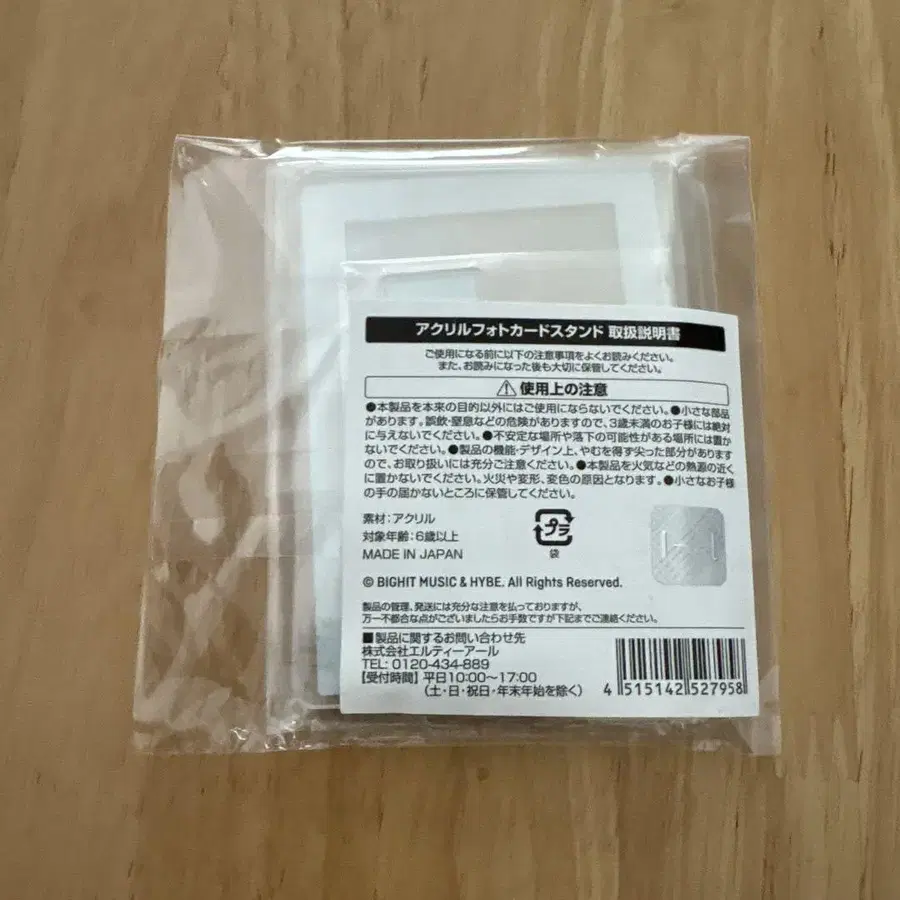 アクリルフォトカードスタンド 取扱説明書
ご使用になる前に以下の注意事項をよくお読みください。
また、お読みになった後も大切に保管してください。
⚠使用上の注意
●本製品を本来の目的以外にはご使用にならないでください。●小さな部品
があります。誤飲・窒息などの危険がありますので、3歳未満のお子様には絶対
に与えないでください。●不安定な場所や落下の可能性がある場所には置か
ないでください。●製品の機能・デザイン上、やむを得ず尖った部分があります
ので、お取り扱いには充分ご注意ください。●本製品を火気などの熱源の近く
に置かないでください。火災や変形、変色の原因となります。●小さなお子様
の手の届かないところに保管してください。
素材：アクリル
対象年齢：6歳以上
MADE IN JAPAN
プラ
袋
© BIGHIT MUSIC & HYBE. All Rights Reserved.
製品の管理、発送には充分な注意を払っておりますが、
万一不都合な点がございましたらお手数ですが下記までご連絡ください。
■製品に関するお問い合わせ先
株式会社エルティーアール
TEL: 0120-434-889
【受付時間】平日10:00〜17:00
（土・日・祝日・年末年始を除く）
4 515142 527958